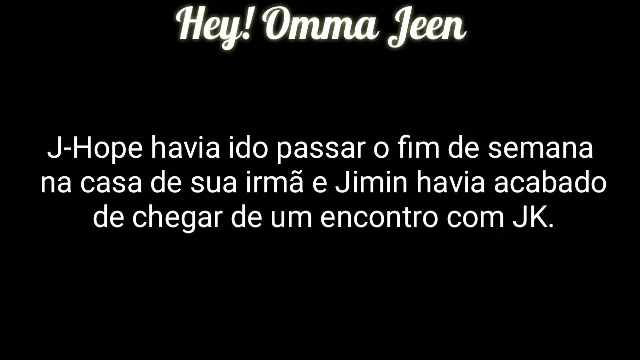 Hey! Omma Jeen
J-Hope havia ido passar o fim de semana
na casa de sua irmã e Jimin havia acabado
de chegar de um encontro com JK.